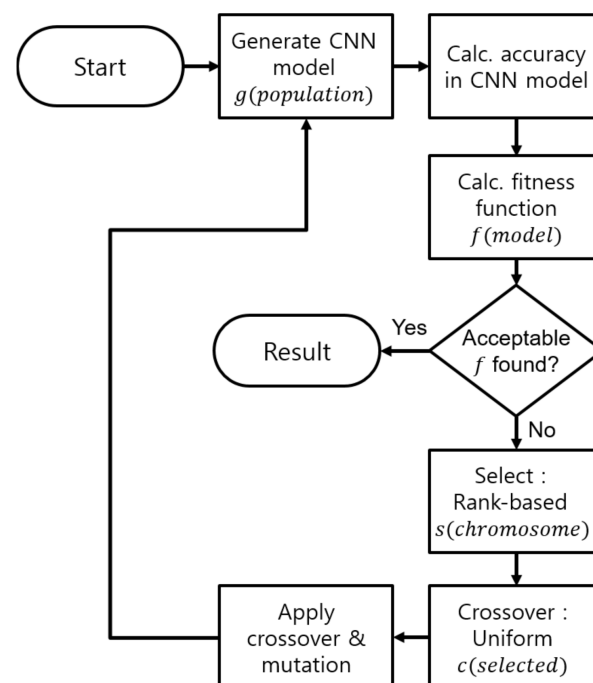 Start
Generate CNN
model
g(population)
Calc. accuracy
in CNN model
Calc. fitness
function
f(model)
Acceptable
f found?
Yes
Result
No
Select :
Rank-based
s(chromosome)
Crossover :
Uniform
c(selected)
Apply
crossover &
mutation